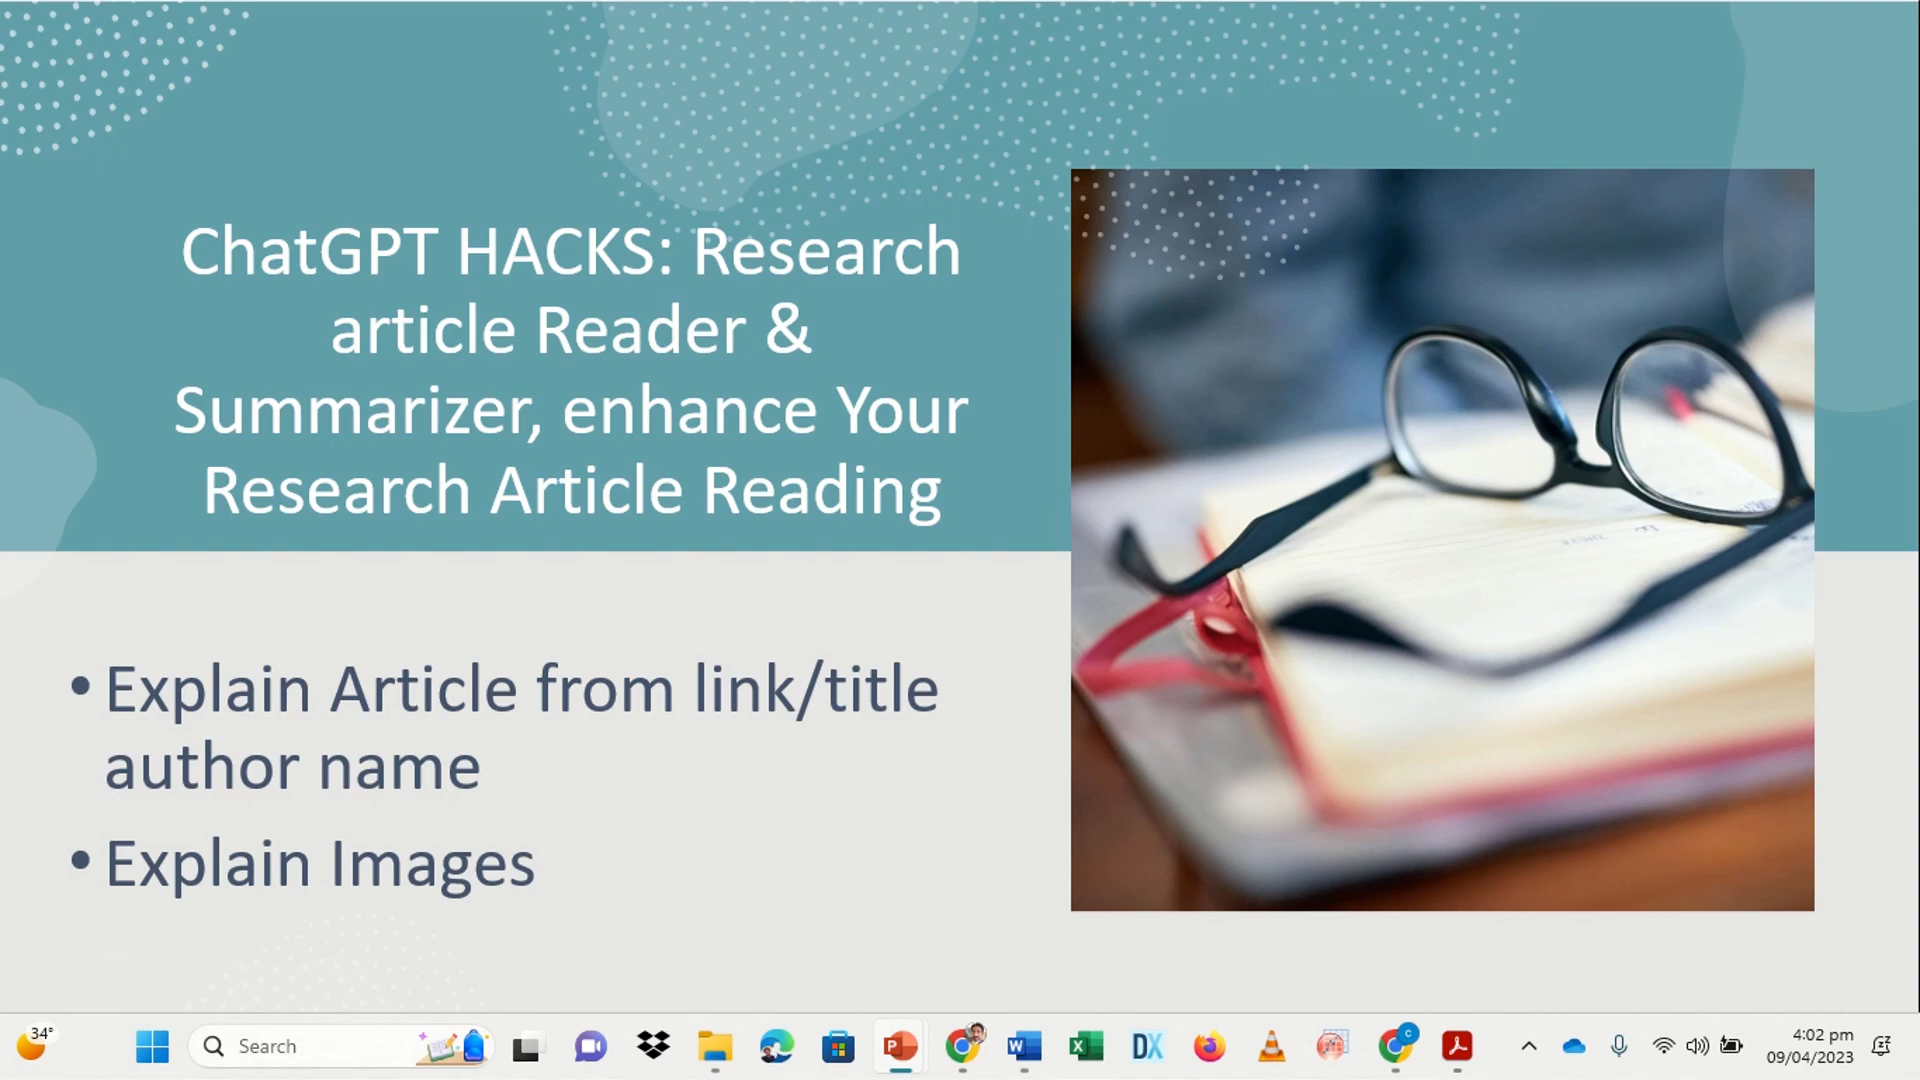 ChatGPT HACKS: Research
article Reader &
Summarizer, enhance Your
Research Article Reading
• Explain Article from link/title
author name
• Explain Images
34°
Search
4:02 pm
09/04/2023